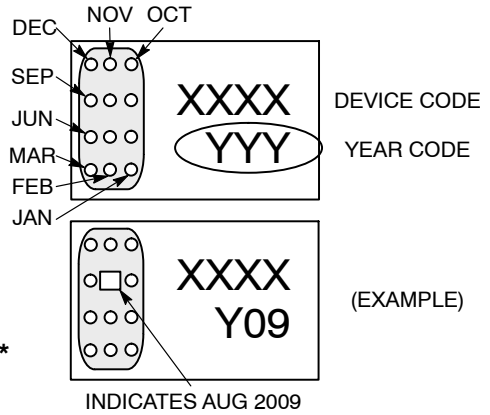 NOV OCT
DEC
SEP
XXXX DEVICE CODE
JUN
YYY YEAR CODE
MAR
FEB
JAN
XXXX
(EXAMPLE)
Y09
*
INDICATES AUG 2009